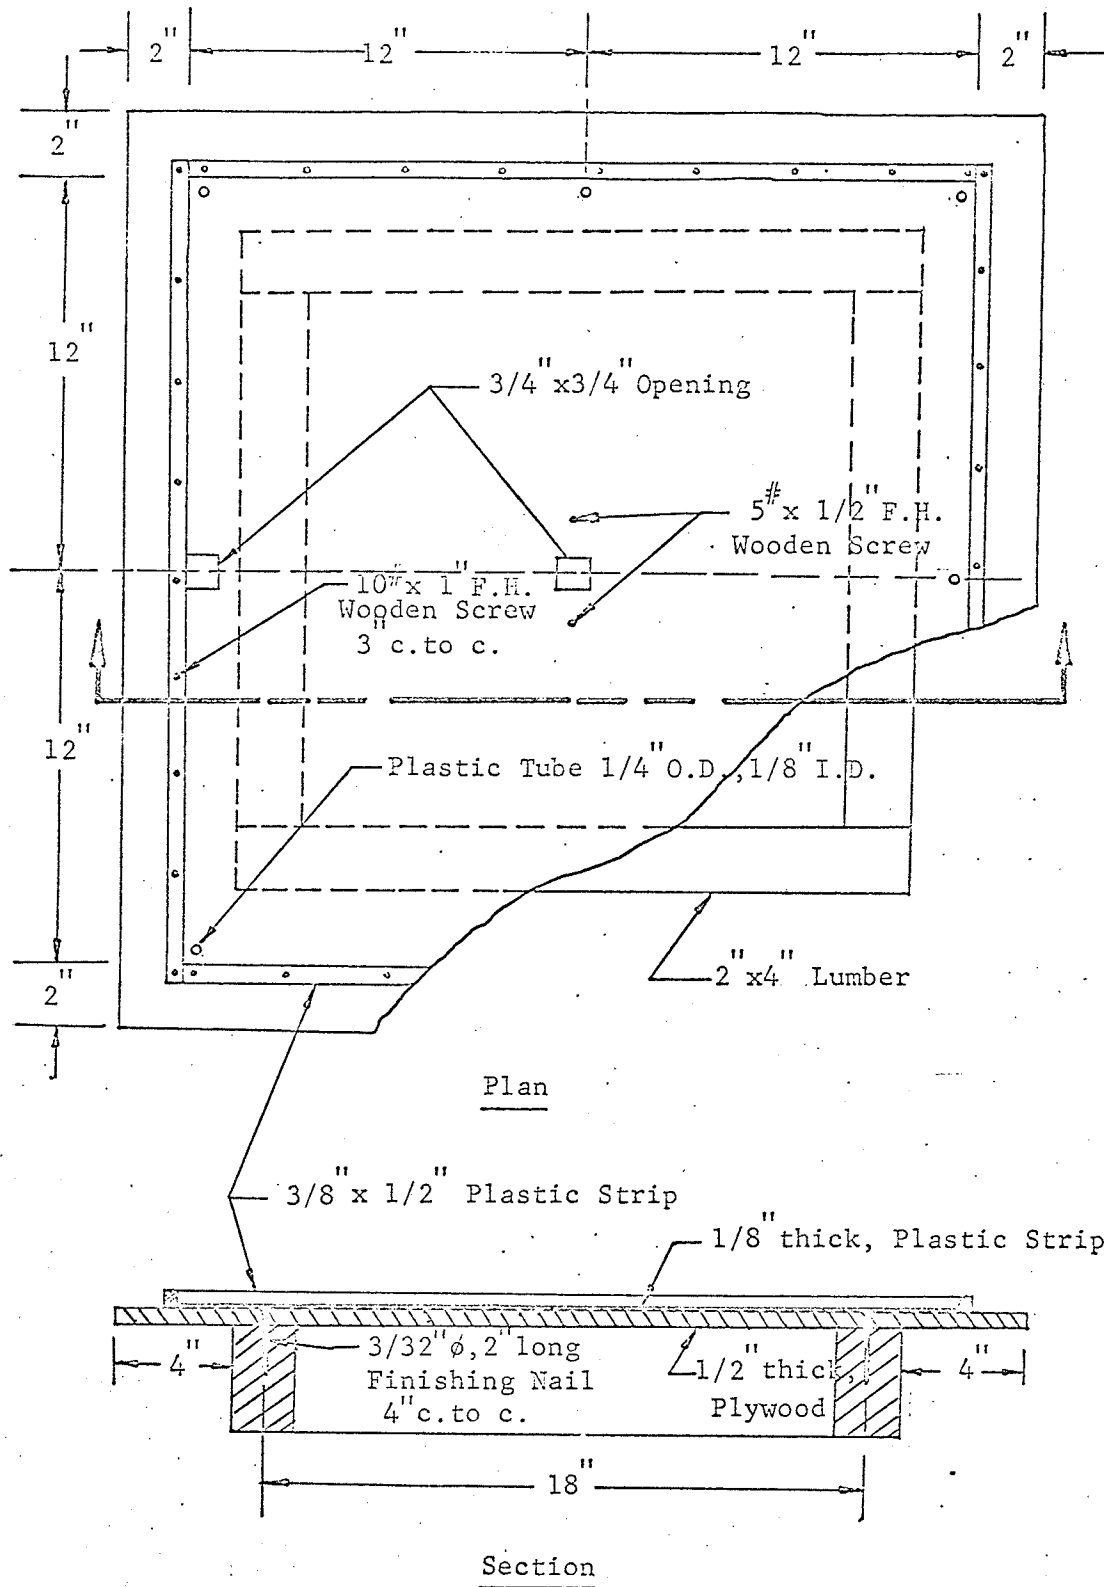 2" 12" 12" 2"
2"
12"
3/4"x3/4" Opening
5# x 1/2" F.H.
Wooden Screw
10# x 1" F.H.
Wooden Screw
3" c. to c.
12"
Plastic Tube 1/4" O.D., 1/8" I.D.
2"
2"x4" Lumber
Plan
3/8" x 1/2" Plastic Strip
1/8" thick, Plastic Strip
4"
3/32" ϕ, 2" long
Finishing Nail
4" c. to c.
1/2" thick,
Plywood
4"
18"
Section